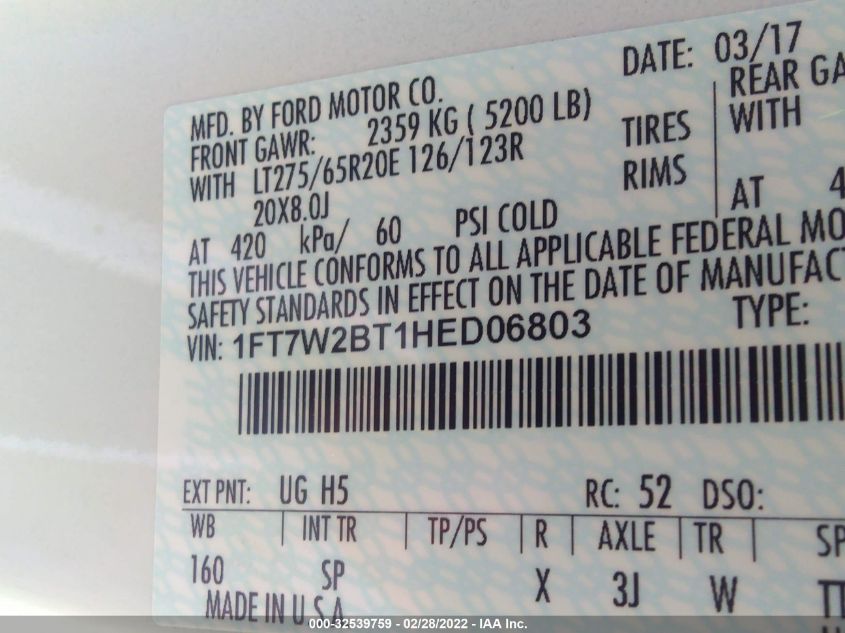 DATE: 03/17
MFD. BY FORD MOTOR CO.
FRONT GAWR: 2359 KG ( 5200 LB)
REAR GA
WITH LT275/65R20E 126/123R TIRES
WITH
20X8.0J RIMS
AT 420 kPa/ 60 PSI COLD
AT 4
THIS VEHICLE CONFORMS TO ALL APPLICABLE FEDERAL MO
SAFETY STANDARDS IN EFFECT ON THE DATE OF MANUFAC
VIN: 1FT7W2BT1HED06803 TYPE:
EXT PNT: UG H5 RC: 52 DSO:
WB INT TR TP/PS R AXLE TR SP
160 SP X 3J W TT
MADE IN U S A
000-32539759 - 02/28/2022 - IAA Inc.